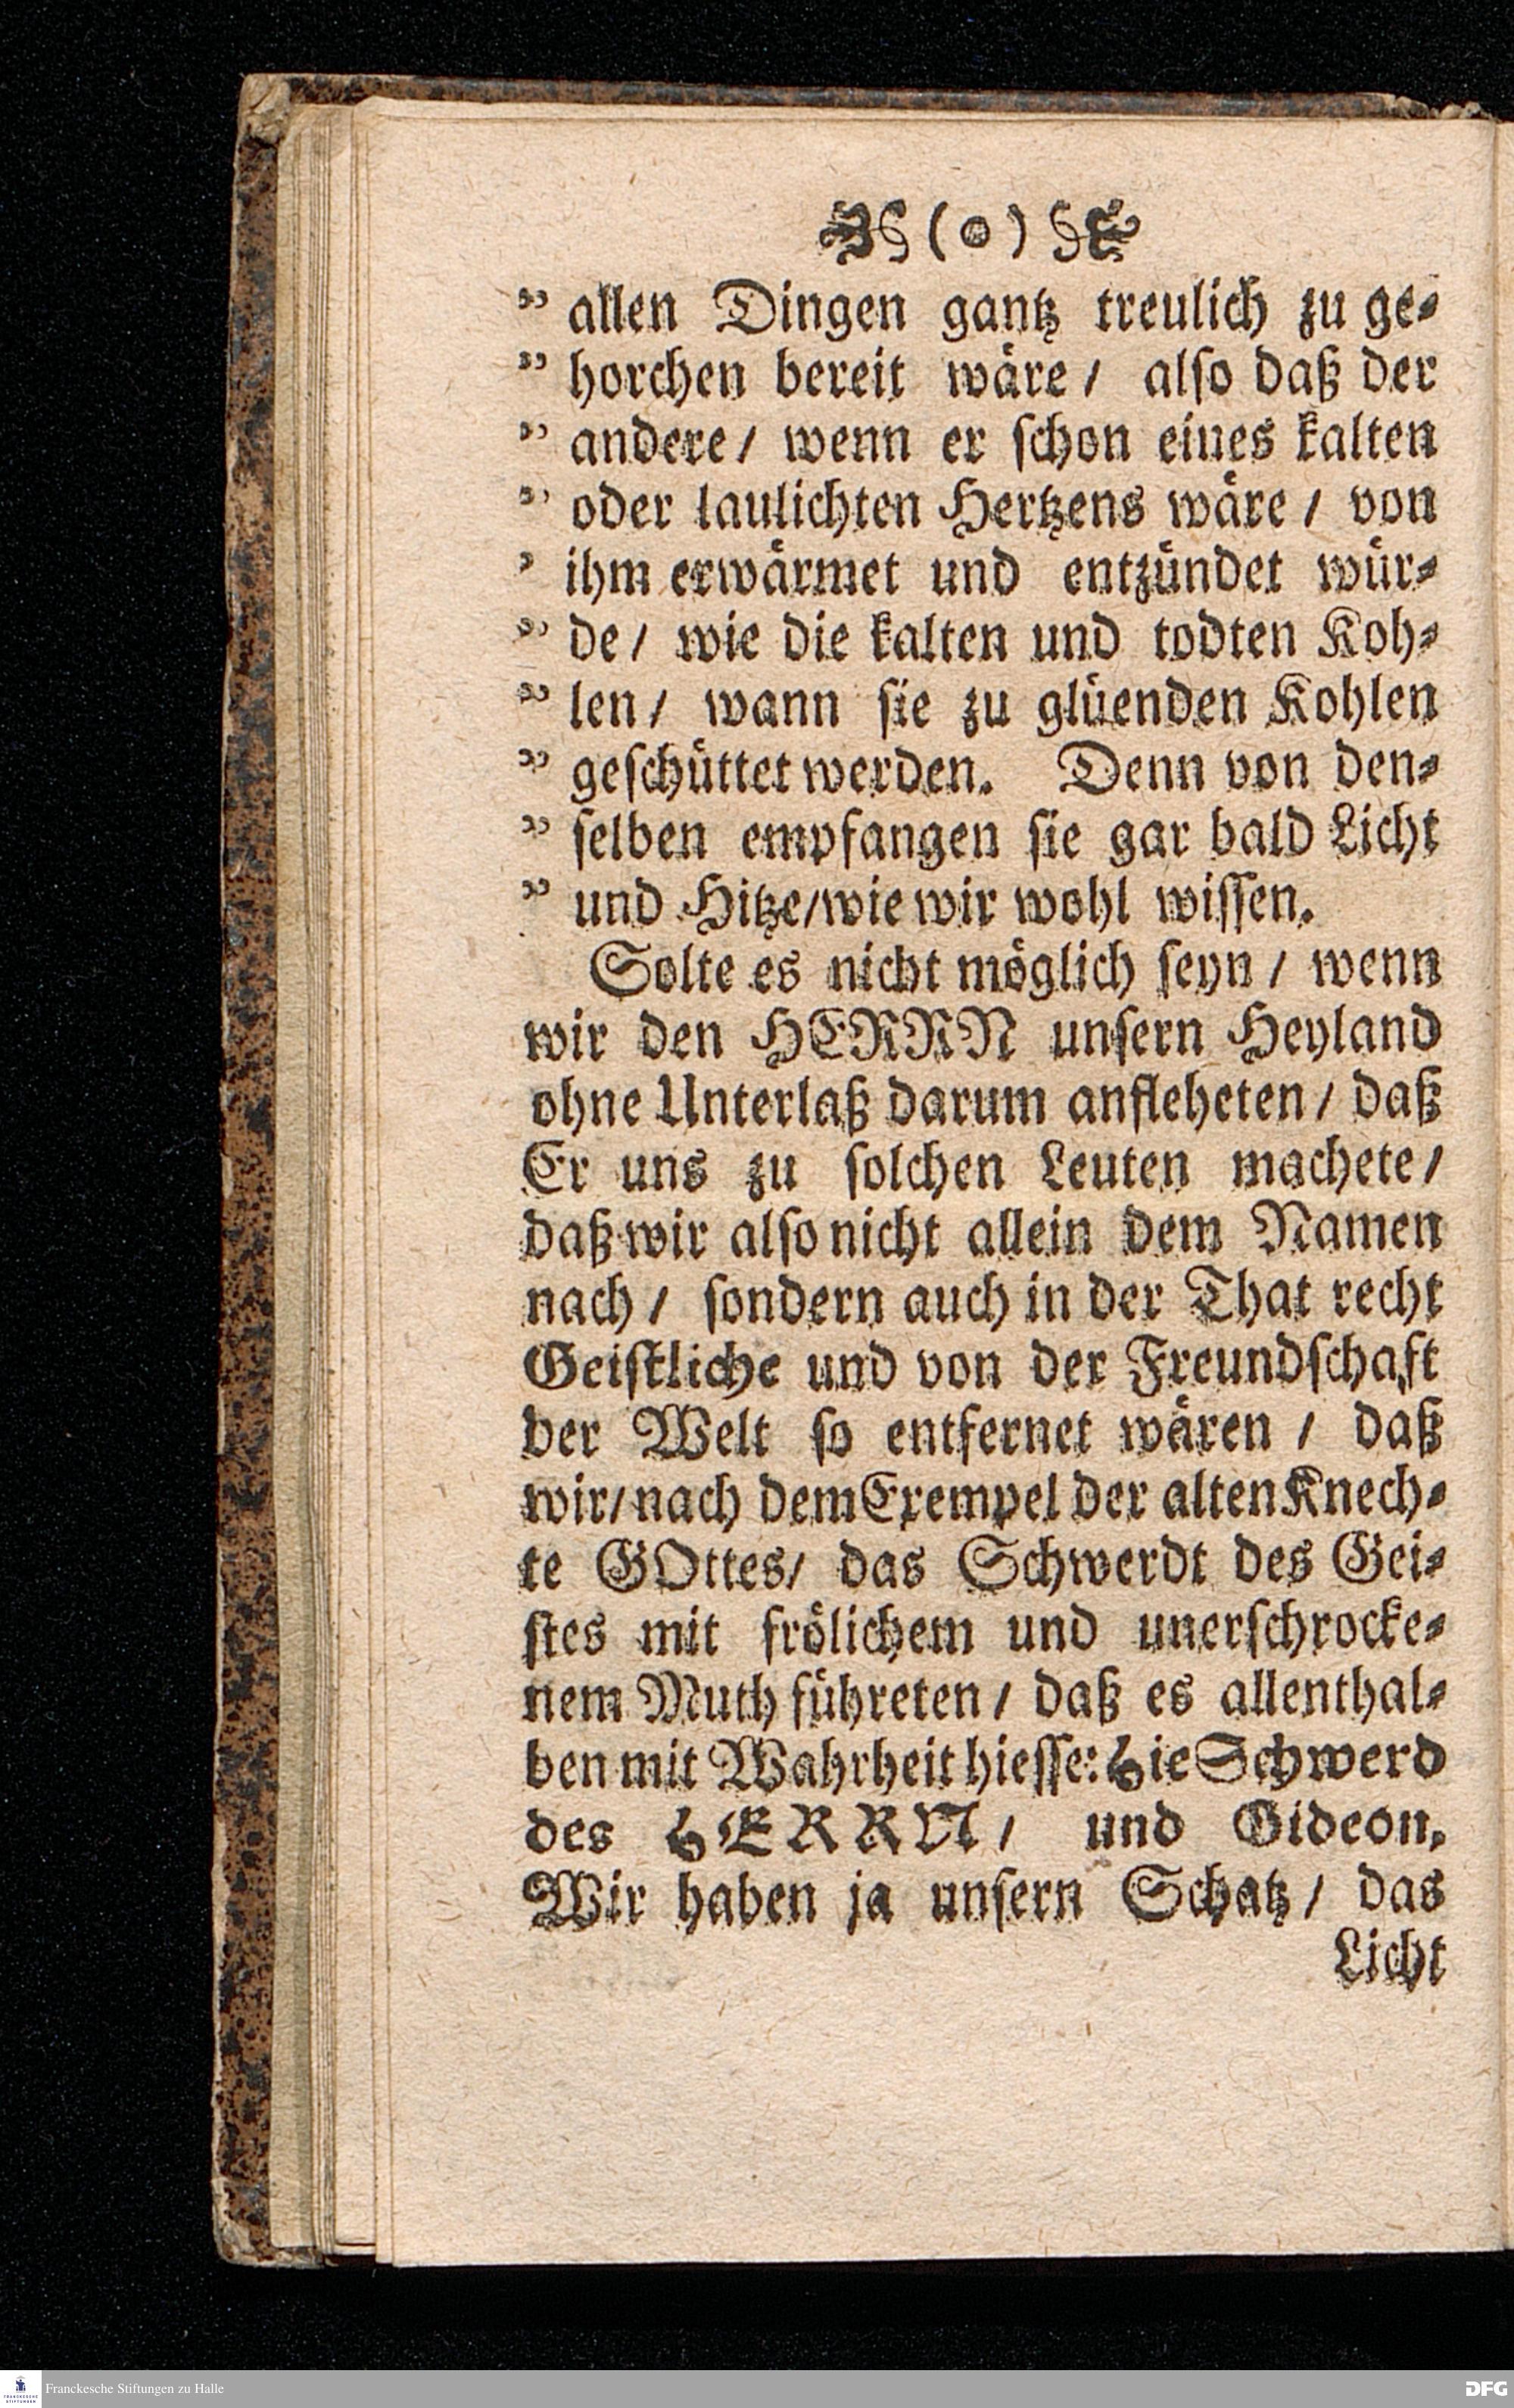 ( o )
" allen Dingen gantz treulich zu ge-
" horchen bereit wäre / also daß der
" andere / wenn er schon eines kalten
" oder laulichten Hertzens wäre / von
" ihm erwärmet und entzündet wür-
" de / wie die kalten und todten Koh-
" len / wann sie zu glüenden Kohlen
" geschüttet werden. Denn von den-
" selben empfangen sie gar bald Licht
" und Hitze / wie wir wohl wissen.
Solte es nicht möglich seyn / wenn
wir den HERRN unsern Heyland
ohne Unterlaß darum anfleheten / daß
Er uns zu solchen Leuten machete /
daß wir also nicht allein dem Namen
nach / sondern auch in der That recht
Geistliche und von der Freundschaft
der Welt so entfernet wären / daß
wir / nach dem Exempel der alten Knech-
te GOttes / das Schwerdt des Gei-
stes mit frölichem und unerschrocke-
nem Muth führeten / daß es allenthal-
ben mit Wahrheit hiesse: Hie Schwerd
des HERRN / und Gideon.
Wir haben ja unsern Schatz / das
Licht
Franckesche Stiftungen zu Halle
DFG